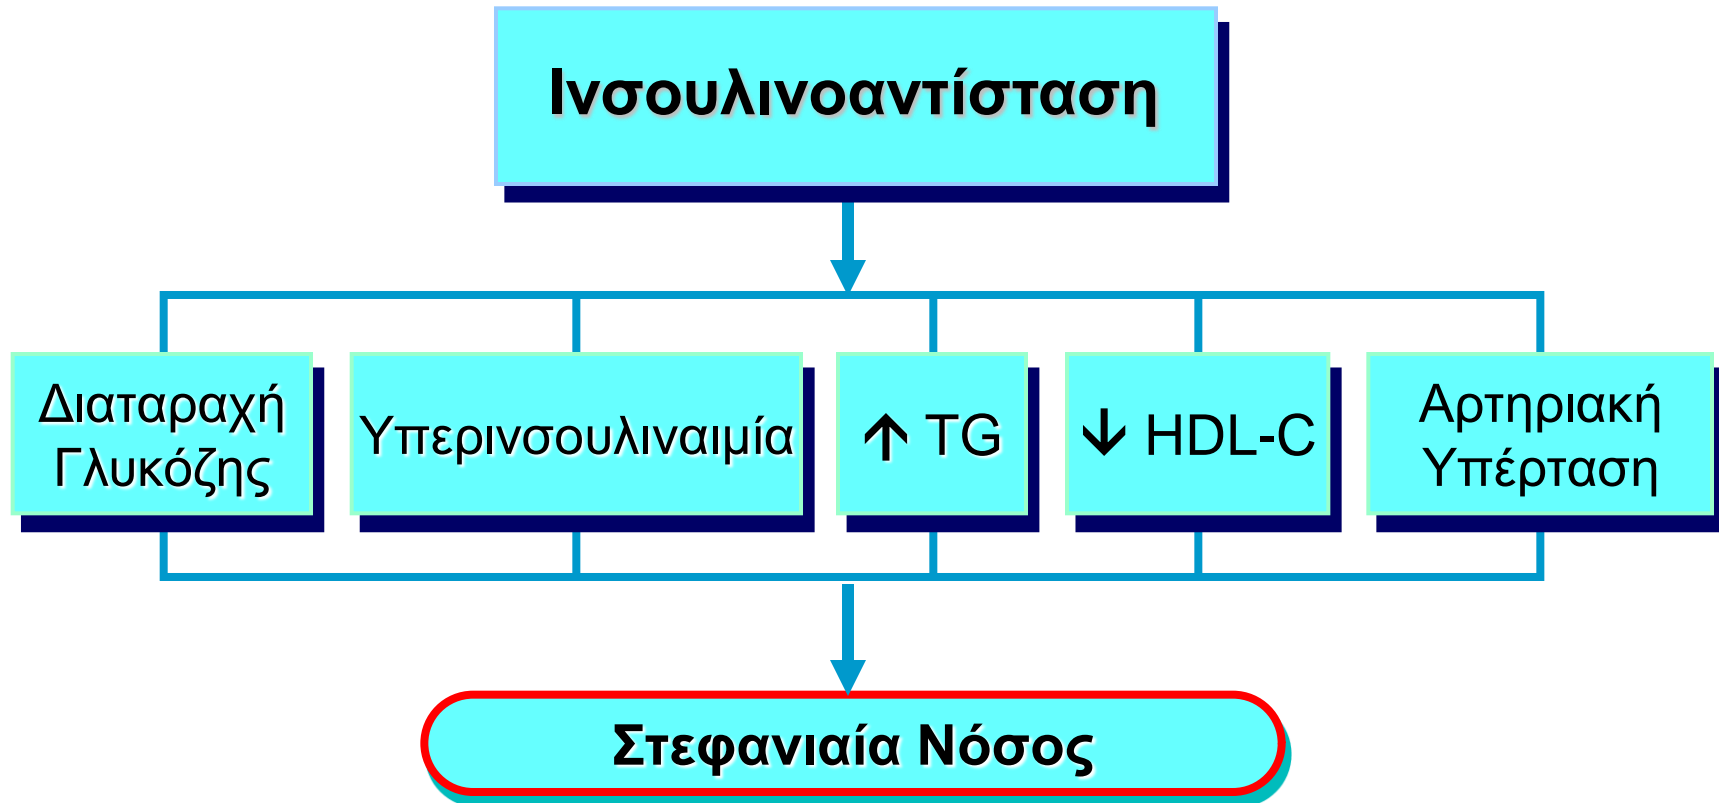 Ινσουλινοαντίσταση
Διαταραχή
Γλυκόζης
Υπερινσουλιναιμία
↑ TG
↓ HDL-C
Αρτηριακή
Υπέρταση
Στεφανιαία Νόσος